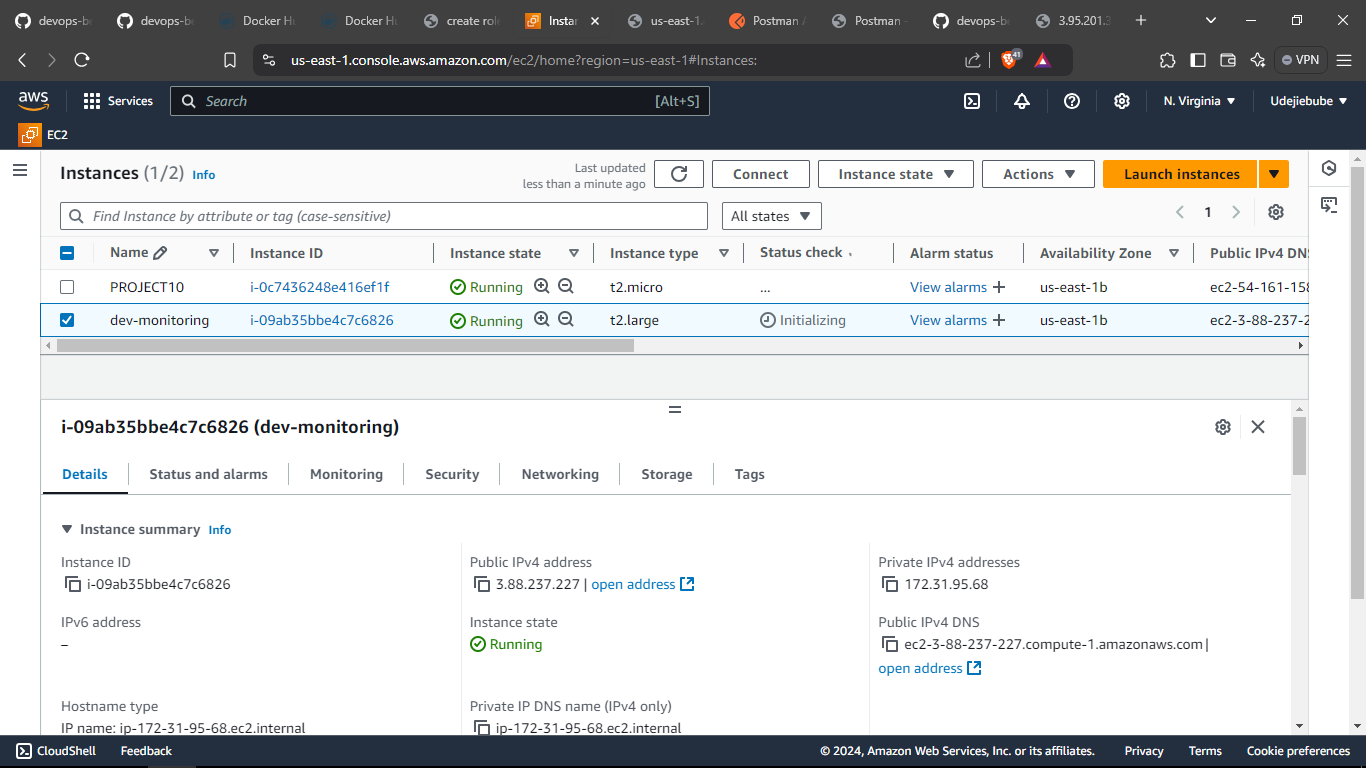 devops-be
devops-be
Docker Hu
Docker Hu
create role
Instan
us-east-1.
Postman A
Postman
devops-be
3.95.201.3
us-east-1.console.aws.amazon.com/ec2/home?region=us-east-1#Instances:
41
VPN
aws
Services
Search
[Alt+S]
N. Virginia
Udejiebube
EC2
Instances (1/2) Info
Last updated
less than a minute ago
Connect
Instance state
Actions
Launch instances
Find Instance by attribute or tag (case-sensitive)
All states
1
Name Instance ID Instance state Instance type Status check Alarm status Availability Zone Public IPv4 DNS
PROJECT10 i-0c7436248e416ef1f Running t2.micro ... View alarms + us-east-1b ec2-54-161-158
dev-monitoring i-09ab35bbe4c7c6826 Running t2.large Initializing View alarms + us-east-1b ec2-3-88-237-2
i-09ab35bbe4c7c6826 (dev-monitoring)
Details Status and alarms Monitoring Security Networking Storage Tags
Instance summary Info
Instance ID
i-09ab35bbe4c7c6826
Public IPv4 address
3.88.237.227 | open address
Private IPv4 addresses
172.31.95.68
IPv6 address
–
Instance state
Running
Public IPv4 DNS
ec2-3-88-237-227.compute-1.amazonaws.com |
open address
Hostname type
IP name: ip-172-31-95-68.ec2.internal
Private IP DNS name (IPv4 only)
ip-172-31-95-68.ec2.internal
CloudShell Feedback © 2024, Amazon Web Services, Inc. or its affiliates. Privacy Terms Cookie preferences